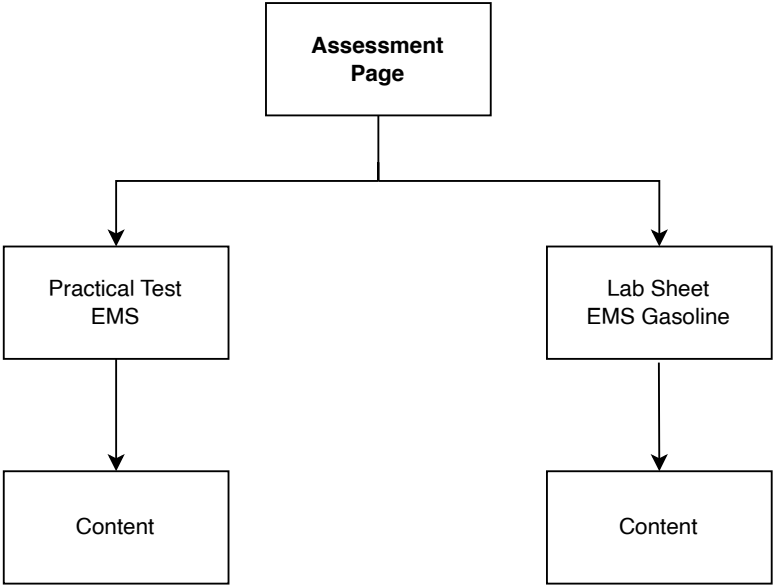 Assessment
Page
Practical Test
EMS
Lab Sheet
EMS Gasoline
Content
Content